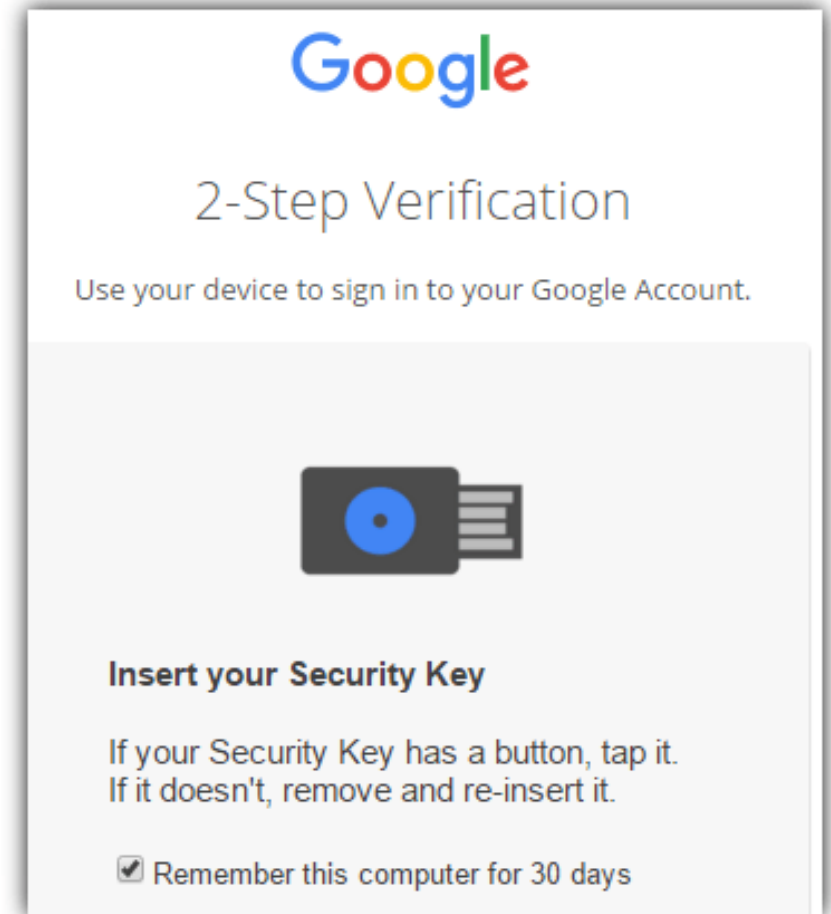 Google
2-Step Verification
Use your device to sign in to your Google Account.
Insert your Security Key
If your Security Key has a button, tap it.
If it doesn't, remove and re-insert it.
Remember this computer for 30 days